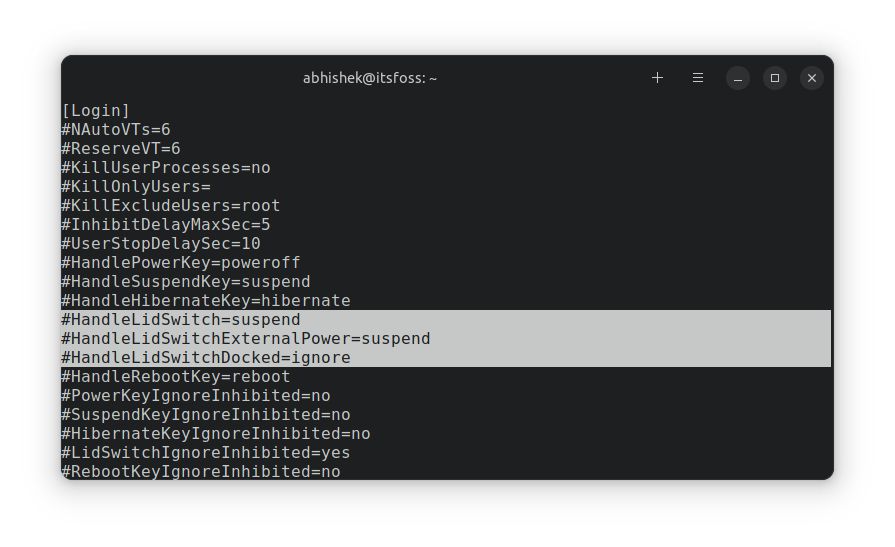 abhishek@itsfoss: ~
[Login]
#NAutoVTs=6
#ReserveVT=6
#KillUserProcesses=no
#KillOnlyUsers=
#KillExcludeUsers=root
#InhibitDelayMaxSec=5
#UserStopDelaySec=10
#HandlePowerKey=poweroff
#HandleSuspendKey=suspend
#HandleHibernateKey=hibernate
#HandleLidSwitch=suspend
#HandleLidSwitchExternalPower=suspend
#HandleLidSwitchDocked=ignore
#HandleRebootKey=reboot
#PowerKeyIgnoreInhibited=no
#SuspendKeyIgnoreInhibited=no
#HibernateKeyIgnoreInhibited=no
#LidSwitchIgnoreInhibited=yes
#RebootKeyIgnoreInhibited=no